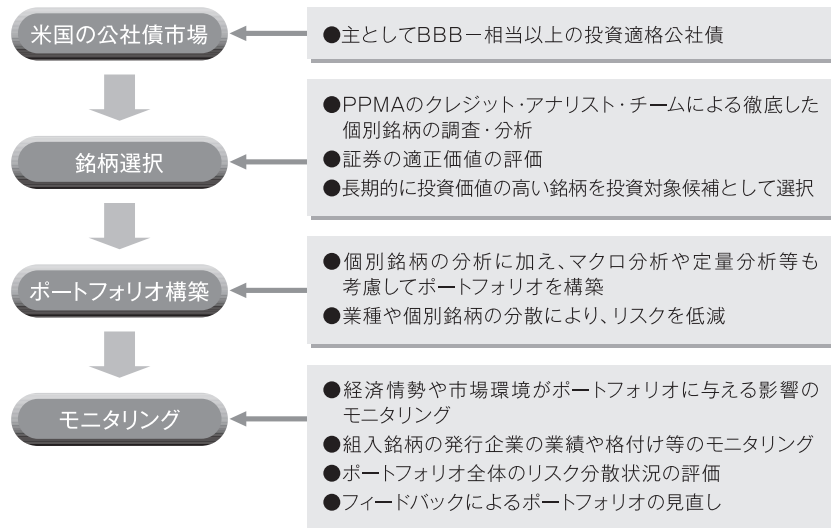 米国の公社債市場
●主としてBBB－相当以上の投資適格公社債
銘柄選択
●PPMAのクレジット・アナリスト・チームによる徹底した
個別銘柄の調査・分析
●証券の適正価値の評価
●長期的に投資価値の高い銘柄を投資対象候補として選択
ポートフォリオ構築
●個別銘柄の分析に加え、マクロ分析や定量分析等も
考慮してポートフォリオを構築
●業種や個別銘柄の分散により、リスクを低減
モニタリング
●経済情勢や市場環境がポートフォリオに与える影響の
モニタリング
●組入銘柄の発行企業の業績や格付け等のモニタリング
●ポートフォリオ全体のリスク分散状況の評価
●フィードバックによるポートフォリオの見直し